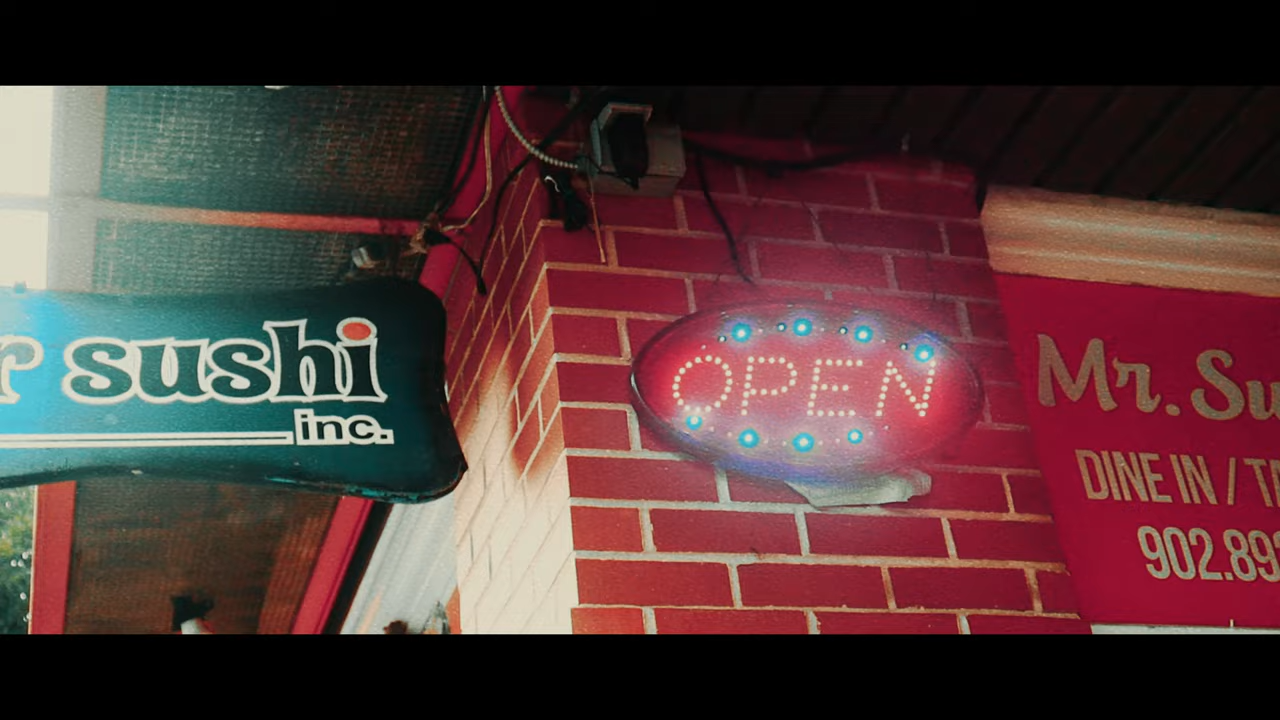 sushi
inc.
OPEN
Mr. Su
DINE IN / T
902.89